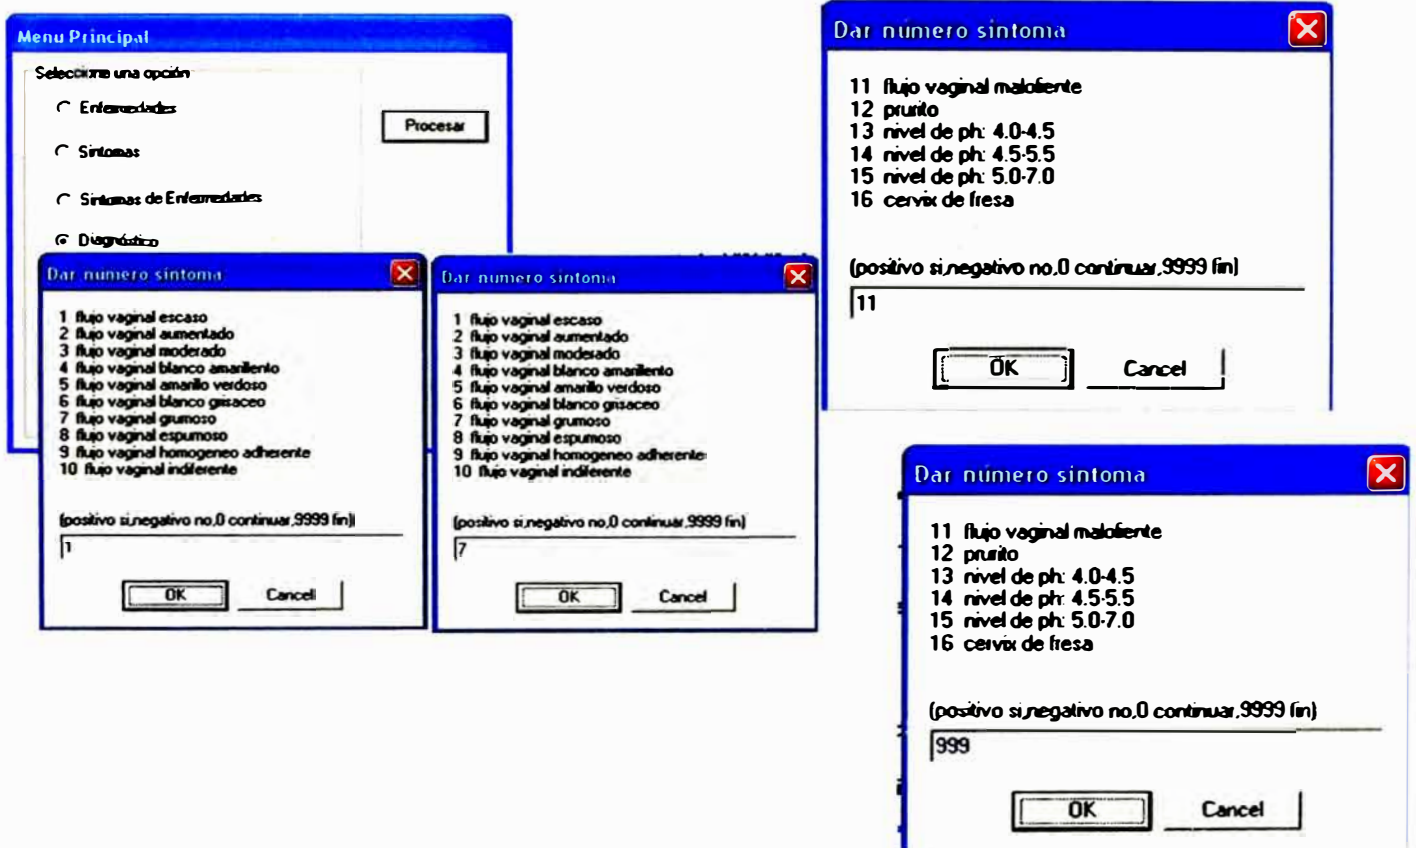 Menu Principal
Seleccione una opción
Enfermedades
Sintomas
Sintomas de Enfermedades
Diagnóstico
Procesar
Dar número sintoma
1 flujo vaginal escaso
2 flujo vaginal aumentado
3 flujo vaginal moderado
4 flujo vaginal blanco amarillento
5 flujo vaginal amarillo verdoso
6 flujo vaginal blanco grisaceo
7 flujo vaginal grumoso
8 flujo vaginal espumoso
9 flujo vaginal homogeneo adherente
10 flujo vaginal indiferente
(positivo si,negativo no,0 continuar,9999 fin)
1
OK Cancel
Dar numero sintoma
1 flujo vaginal escaso
2 flujo vaginal aumentado
3 flujo vaginal moderado
4 flujo vaginal blanco amarillento
5 flujo vaginal amarillo verdoso
6 flujo vaginal blanco grisaceo
7 flujo vaginal grumoso
8 flujo vaginal espumoso
9 flujo vaginal homogeneo adherente
10 flujo vaginal indiferente
(positivo si,negativo no,0 continuar,9999 fin)
7
OK Cancel
Dar número sintoma
11 flujo vaginal maloliente
12 prurito
13 nivel de ph: 4.0-4.5
14 nivel de ph: 4.5-5.5
15 nivel de ph: 5.0-7.0
16 cervix de fresa
(positivo si,negativo no,0 continuar,9999 fin)
11
OK Cancel
Dar número sintoma
11 flujo vaginal maloliente
12 prurito
13 nivel de ph: 4.0-4.5
14 nivel de ph: 4.5-5.5
15 nivel de ph: 5.0-7.0
16 cervix de fresa
(positivo si,negativo no,0 continuar,9999 fin)
999
OK Cancel